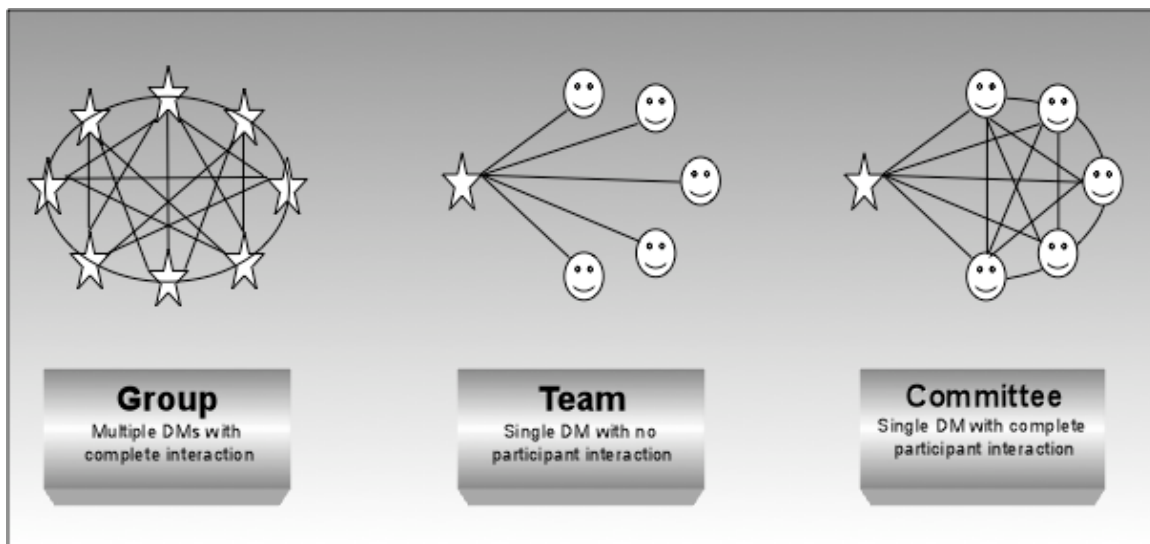 Group
Multiple DMs with
complete interaction
Team
Single DM with no
participant interaction
Committee
Single DM with complete
participant interaction